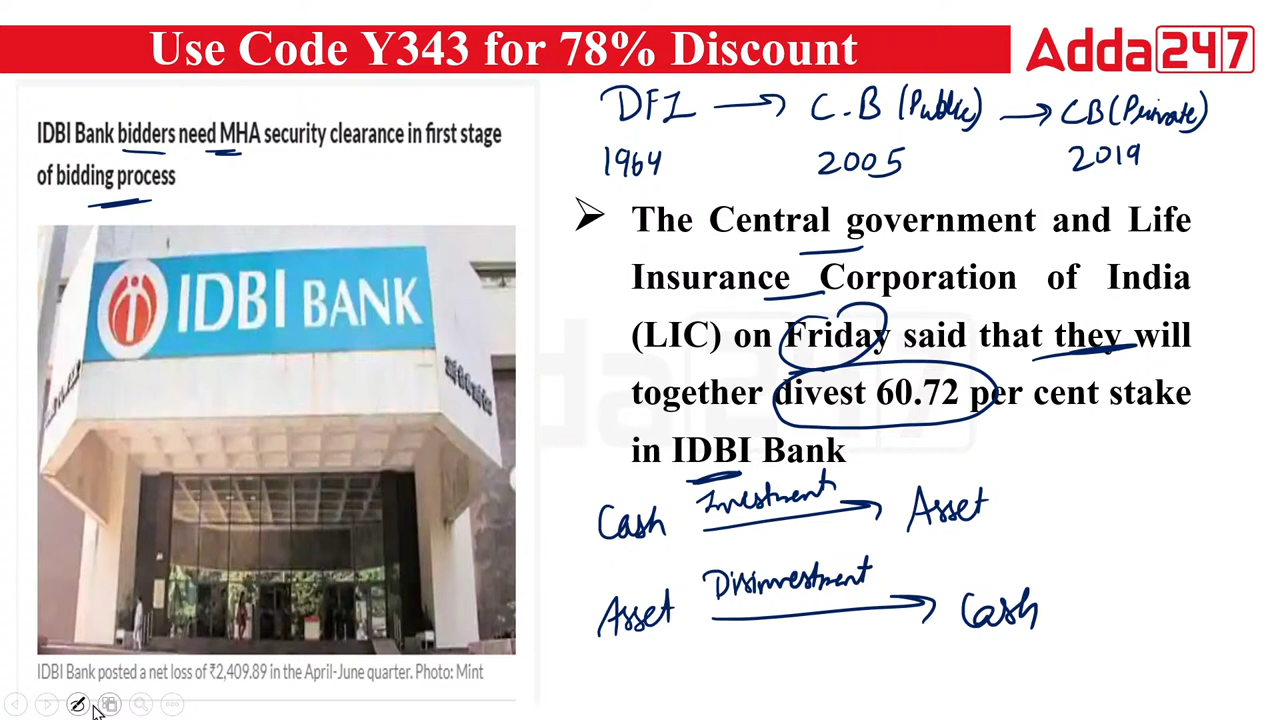 Use Code Y343 for 78% Discount
Adda247
IDBI Bank bidders need MHA security clearance in first stage
of bidding process
IDBI BANK
IDBI Bank posted a net loss of ₹2,409.89 in the April-June quarter. Photo: Mint
DFI → C.B (Public) → CB (Private)
1964 2005 2019
➤ The Central government and Life
Insurance Corporation of India
(LIC) on Friday said that they will
together divest 60.72 per cent stake
in IDBI Bank
Cash Investment → Asset
Asset Disinvestment → Cash